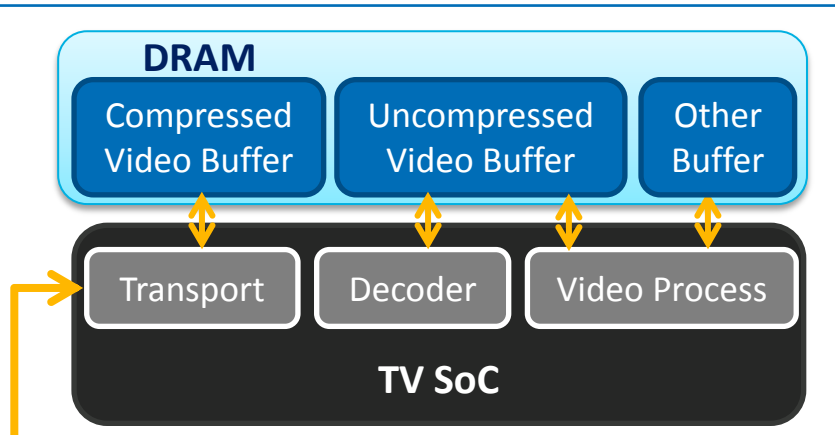 DRAM
Compressed
Video Buffer
Uncompressed
Video Buffer
Other
Buffer
Transport
Decoder
Video Process
TV SoC